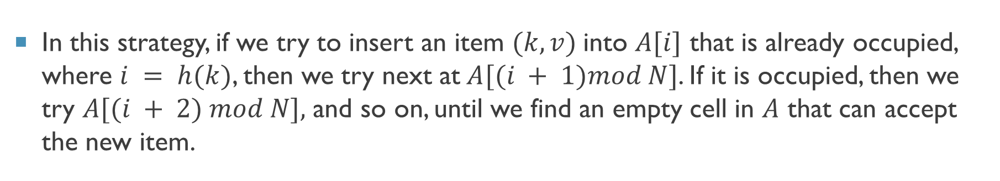 In this strategy, if we try to insert an item (k, v) into A[i] that is already occupied,
where i = h(k), then we try next at A[(i + 1)mod N]. If it is occupied, then we
try A[(i + 2) mod N], and so on, until we find an empty cell in A that can accept
the new item.